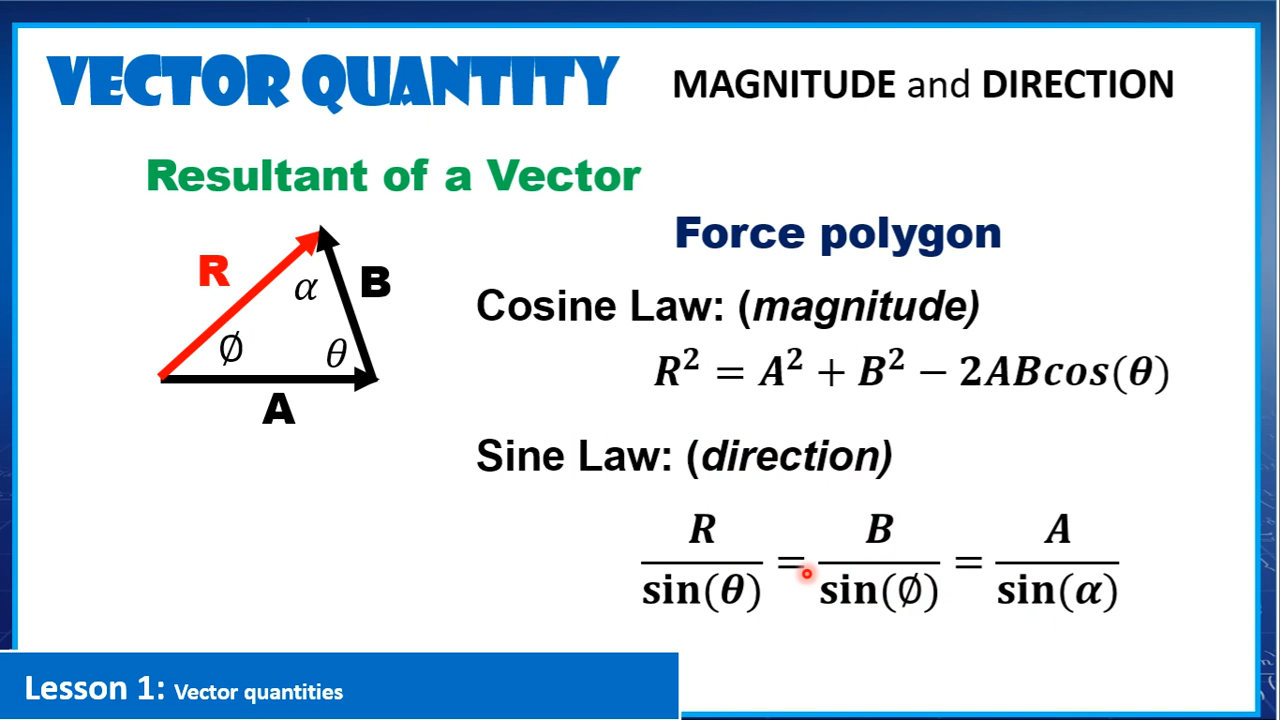 VECTOR QUANTITY
MAGNITUDE and DIRECTION
Resultant of a Vector
R
α
B
∅
θ
A
Force polygon
Cosine Law: (magnitude)
R² = A² + B² − 2ABcos(θ)
Sine Law: (direction)
R/sin(θ) = B/sin(∅) = A/sin(α)
Lesson 1: Vector quantities